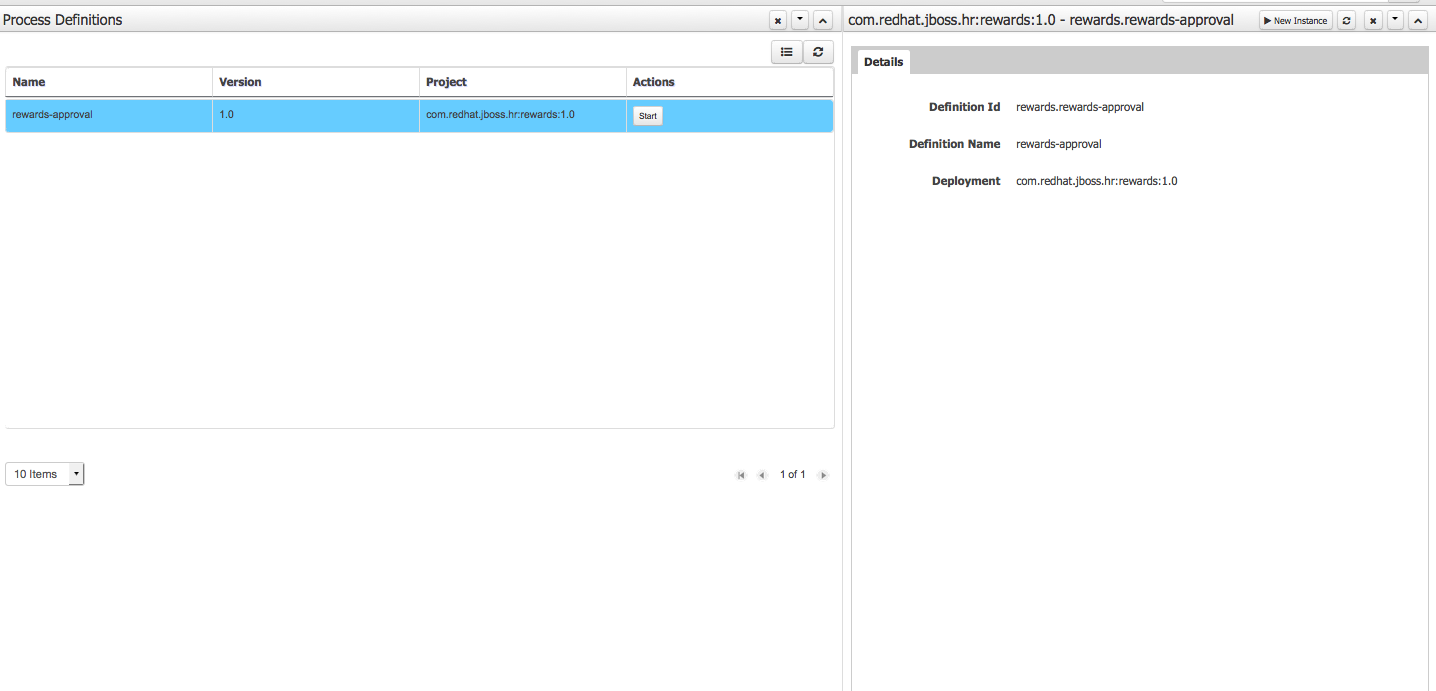 Process Definitions
Name Version Project Actions
rewards-approval 1.0 com.redhat.jboss.hr:rewards:1.0 Start
10 Items
1 of 1
com.redhat.jboss.hr:rewards:1.0 - rewards.rewards-approval New Instance
Details
Definition Id rewards.rewards-approval
Definition Name rewards-approval
Deployment com.redhat.jboss.hr:rewards:1.0